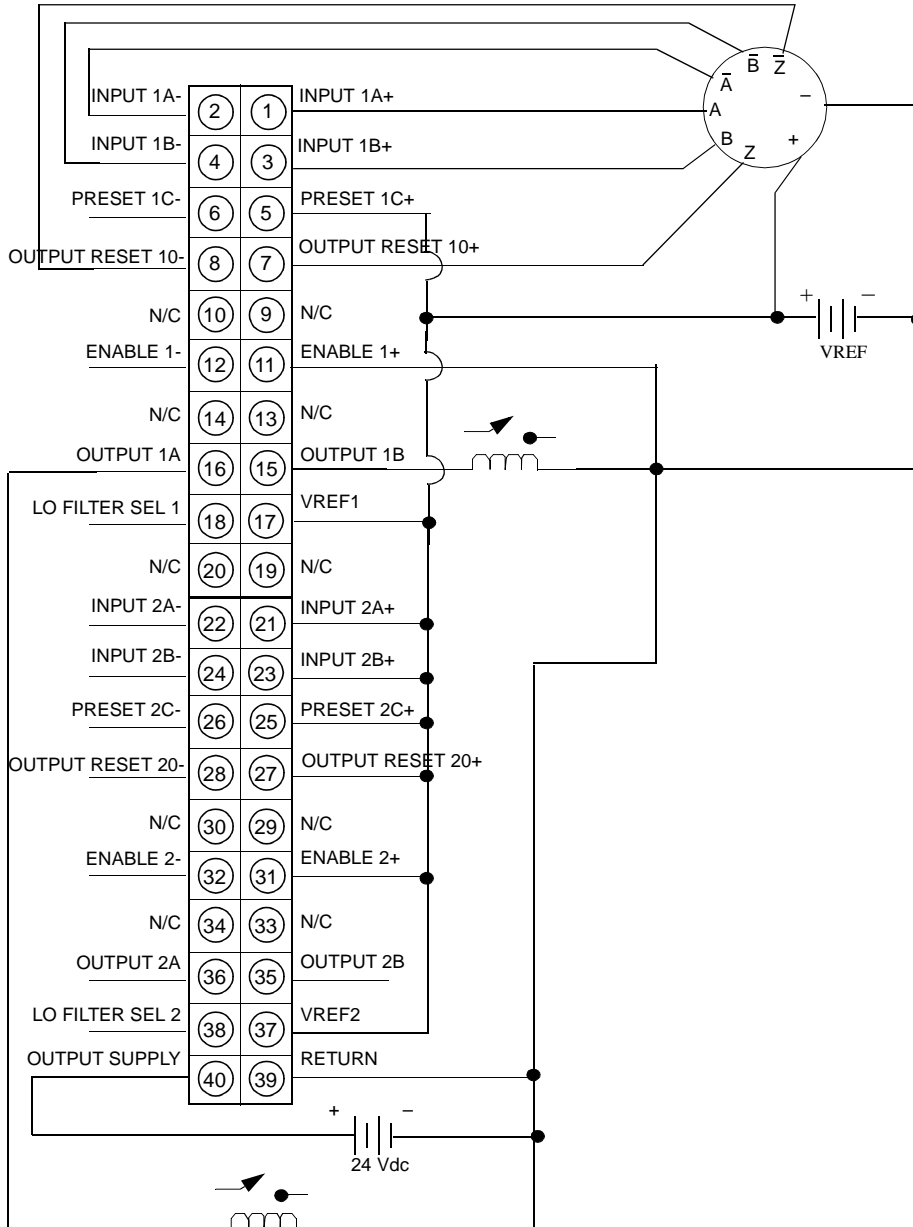 B̅ Z̅
A̅
A
B Z
− +
INPUT 1A- 2 1 INPUT 1A+
INPUT 1B- 4 3 INPUT 1B+
PRESET 1C- 6 5 PRESET 1C+
OUTPUT RESET 10- 8 7 OUTPUT RESET 10+
N/C 10 9 N/C
+ −
VREF
ENABLE 1- 12 11 ENABLE 1+
N/C 14 13 N/C
OUTPUT 1A 16 15 OUTPUT 1B
LO FILTER SEL 1 18 17 VREF1
N/C 20 19 N/C
INPUT 2A- 22 21 INPUT 2A+
INPUT 2B- 24 23 INPUT 2B+
PRESET 2C- 26 25 PRESET 2C+
OUTPUT RESET 20- 28 27 OUTPUT RESET 20+
N/C 30 29 N/C
ENABLE 2- 32 31 ENABLE 2+
N/C 34 33 N/C
OUTPUT 2A 36 35 OUTPUT 2B
LO FILTER SEL 2 38 37 VREF2
OUTPUT SUPPLY 40 39 RETURN
+ −
24 Vdc